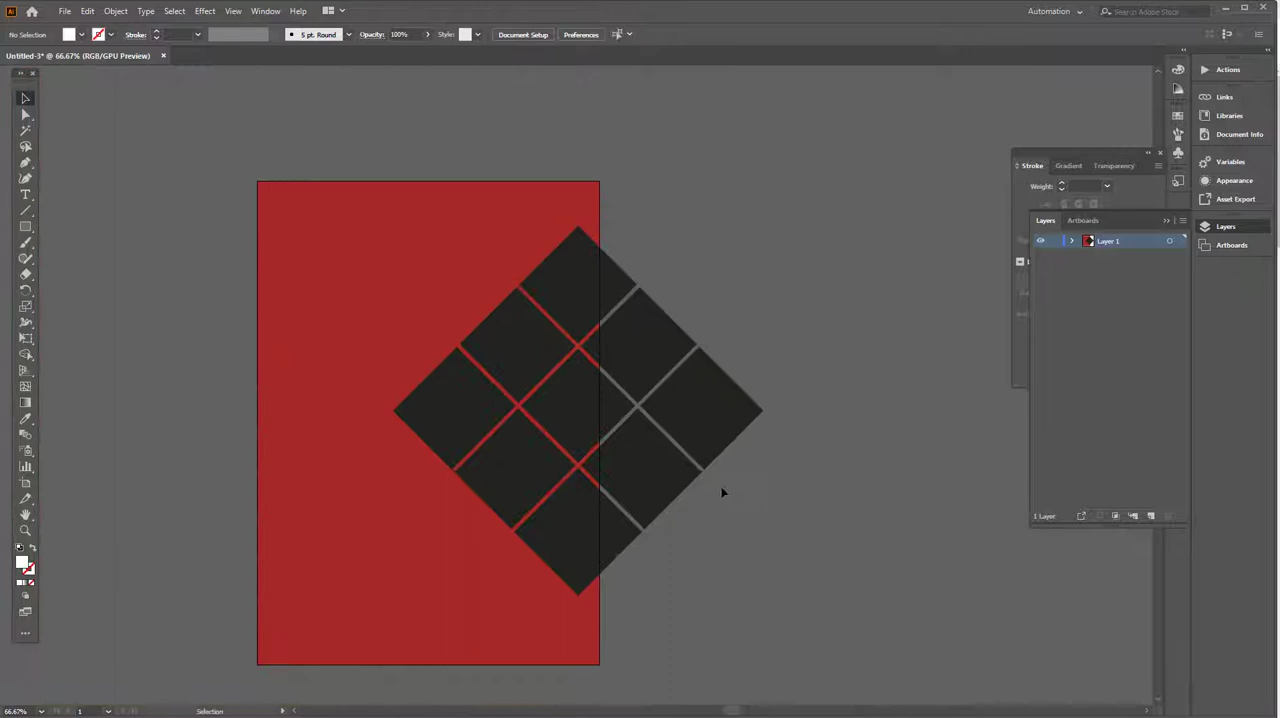 Ai File Edit Object Type Select Effect View Window Help Automation Search Adobe Stock
No Selection Stroke: 5 pt. Round Opacity: 100% Style: Document Setup Preferences
Untitled-3* @ 66.67% (RGB/GPU Preview)
Actions
Links
Libraries
Document Info
Variables
Appearance
Asset Export
Layers
Artboards
Stroke Gradient Transparency
Weight:
Layers Artboards
Layer 1
1 Layer
66.67% 1 Selection